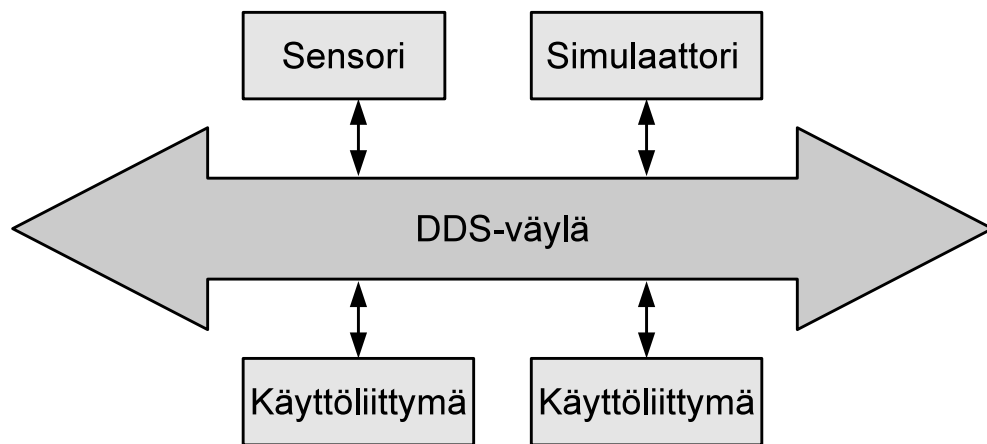 Sensori
Simulaattori
DDS-väylä
Käyttöliittymä
Käyttöliittymä